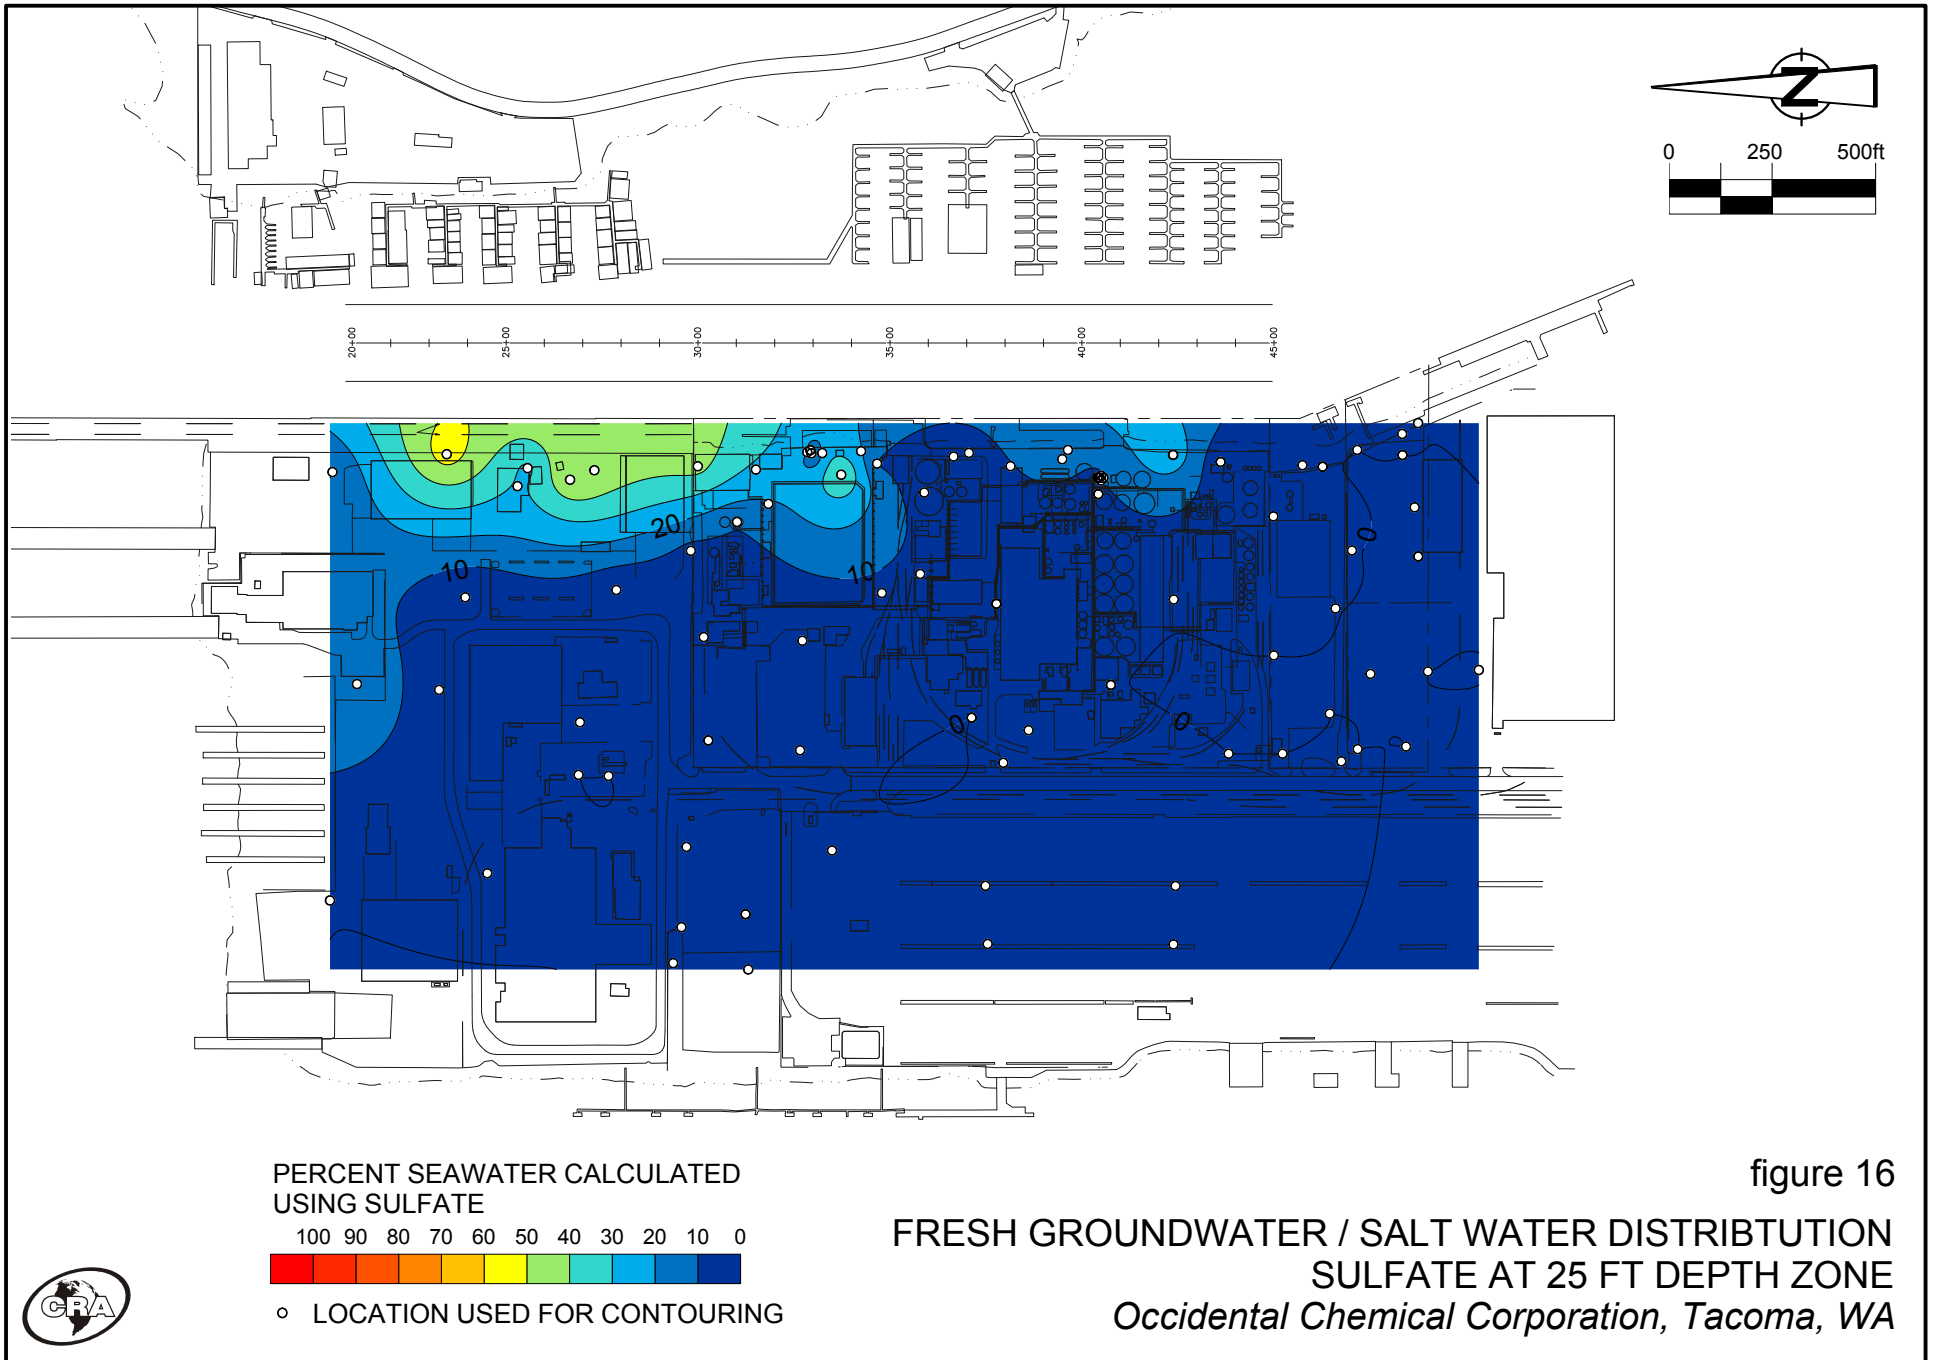 N
0 250 500ft
20+00 25+00 30+00 35+00 40+00 45+00
20
10
10
0
0
0
PERCENT SEAWATER CALCULATED
USING SULFATE
100 90 80 70 60 50 40 30 20 10 0
LOCATION USED FOR CONTOURING
CRA
figure 16
FRESH GROUNDWATER / SALT WATER DISTRIBTUTION
SULFATE AT 25 FT DEPTH ZONE
Occidental Chemical Corporation, Tacoma, WA